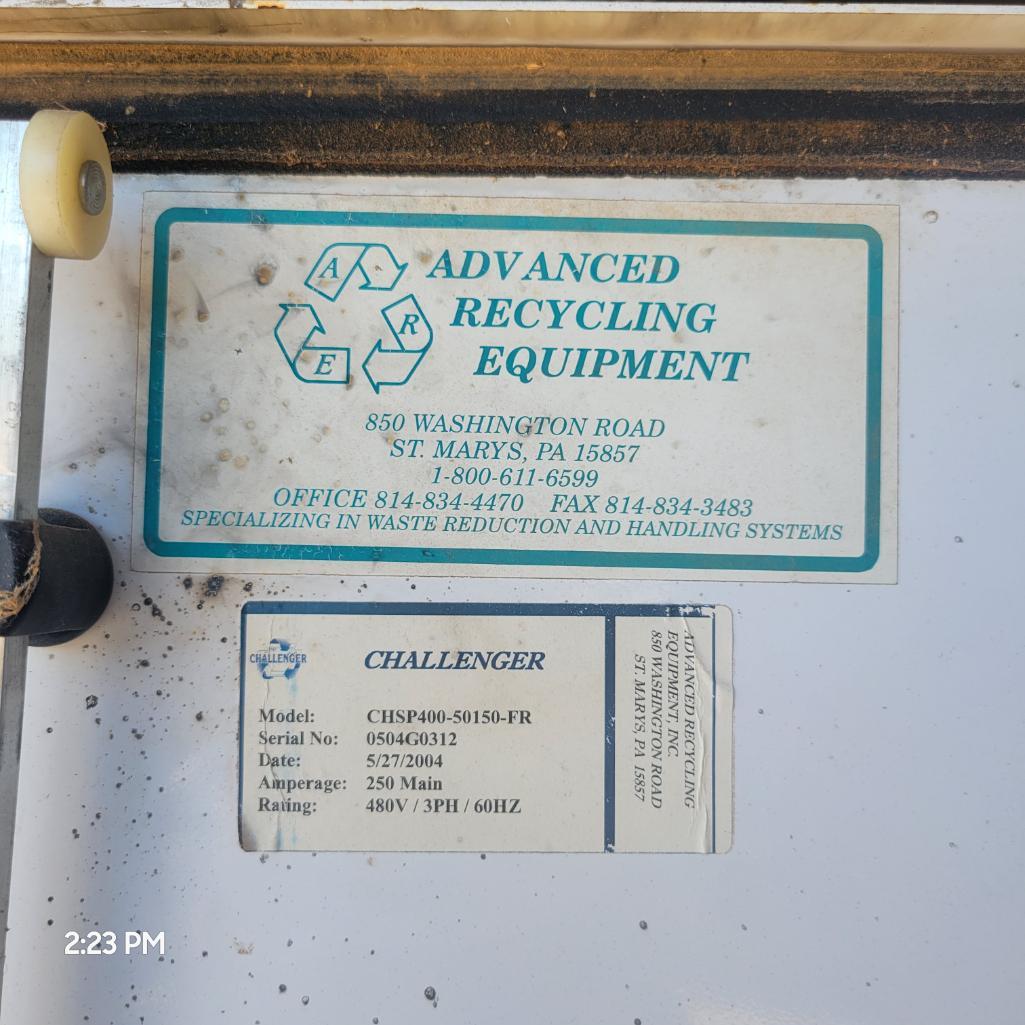 A
R
E
ADVANCED
RECYCLING
EQUIPMENT
850 WASHINGTON ROAD
ST. MARYS, PA 15857
1-800-611-6599
OFFICE 814-834-4470 FAX 814-834-3483
SPECIALIZING IN WASTE REDUCTION AND HANDLING SYSTEMS
CHALLENGER
CHALLENGER
Model: CHSP400-50150-FR
Serial No: 0504G0312
Date: 5/27/2004
Amperage: 250 Main
Rating: 480V / 3PH / 60HZ
ADVANCED RECYCLING
EQUIPMENT, INC.
850 WASHINGTON ROAD
ST. MARYS, PA 15857
2:23 PM